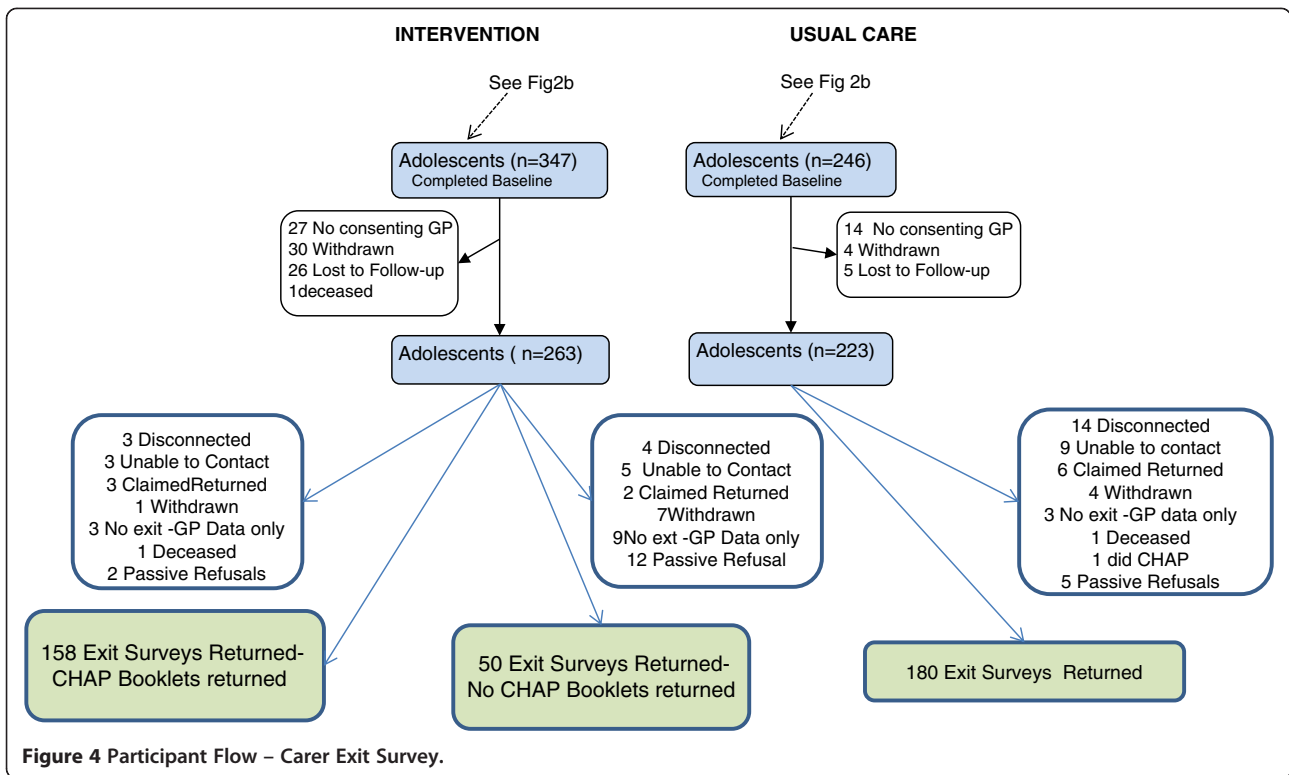 INTERVENTION
USUAL CARE
See Fig2b
See Fig 2b
Adolescents (n=347)
Completed Baseline
Adolescents (n=246)
Completed Baseline
27 No consenting GP
30 Withdrawn
26 Lost to Follow-up
1deceased
14 No consenting GP
4 Withdrawn
5 Lost to Follow-up
Adolescents ( n=263)
Adolescents (n=223)
3 Disconnected
3 Unable to Contact
3 ClaimedReturned
1 Withdrawn
3 No exit -GP Data only
1 Deceased
2 Passive Refusals
4 Disconnected
5 Unable to Contact
2 Claimed Returned
7Withdrawn
9No ext -GP Data only
12 Passive Refusal
14 Disconnected
9 Unable to contact
6 Claimed Returned
4 Withdrawn
3 No exit -GP data only
1 Deceased
1 did CHAP
5 Passive Refusals
158 Exit Surveys Returned-
CHAP Booklets returned
50 Exit Surveys Returned-
No CHAP Booklets returned
180 Exit Surveys Returned
Figure 4 Participant Flow – Carer Exit Survey.